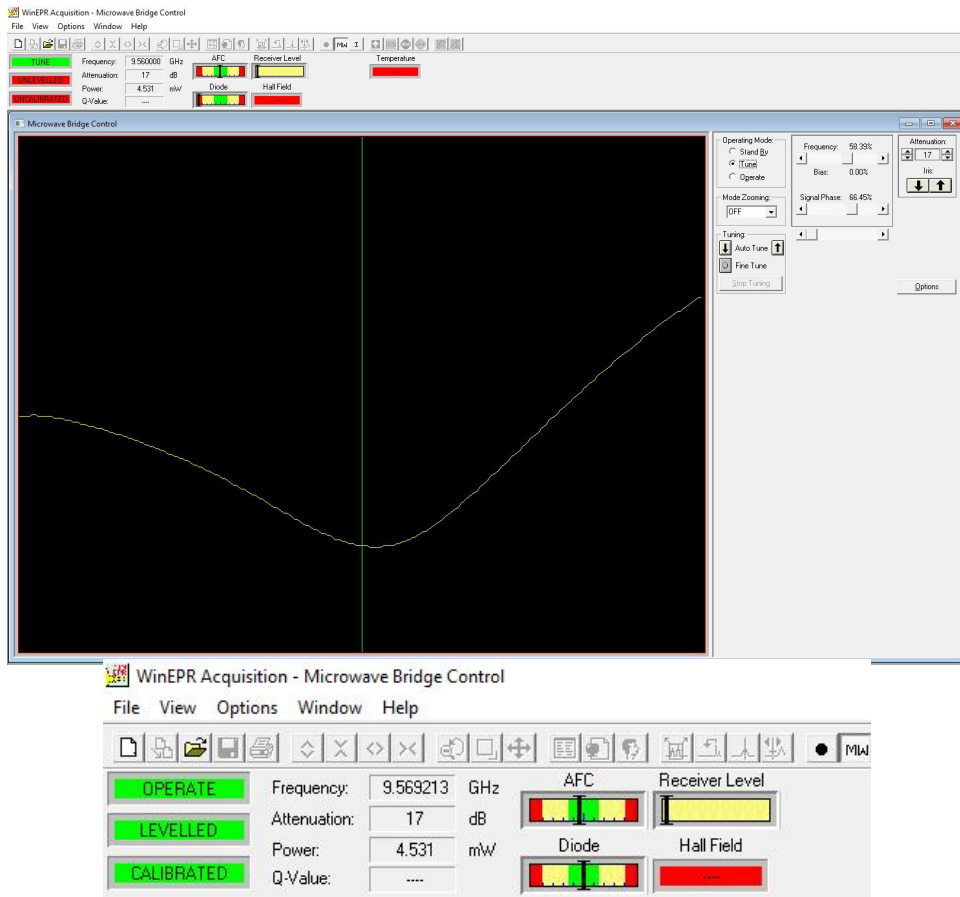 WinEPR Acquisition - Microwave Bridge Control
File View Options Window Help
MW I
TUNE Frequency: 9.560000 GHz AFC Receiver Level Temperature
UNLEVELLED Attenuation: 17 dB ----
Power: 4.531 mW Diode Hall Field
UNCALIBRATED Q-Value: ---- ----
Microwave Bridge Control
Operating Mode: Frequency: 58.39% Attenuation:
Stand By 17
Tune Bias: 0.00% Iris:
Operate
Mode Zooming: Signal Phase: 66.45%
OFF
Tuning:
Auto Tune
Fine Tune
Stop Tuning Options
WinEPR Acquisition - Microwave Bridge Control
File View Options Window Help
MW
OPERATE Frequency: 9.569213 GHz AFC Receiver Level
LEVELLED Attenuation: 17 dB
Power: 4.531 mW Diode Hall Field
CALIBRATED Q-Value: ---- ----